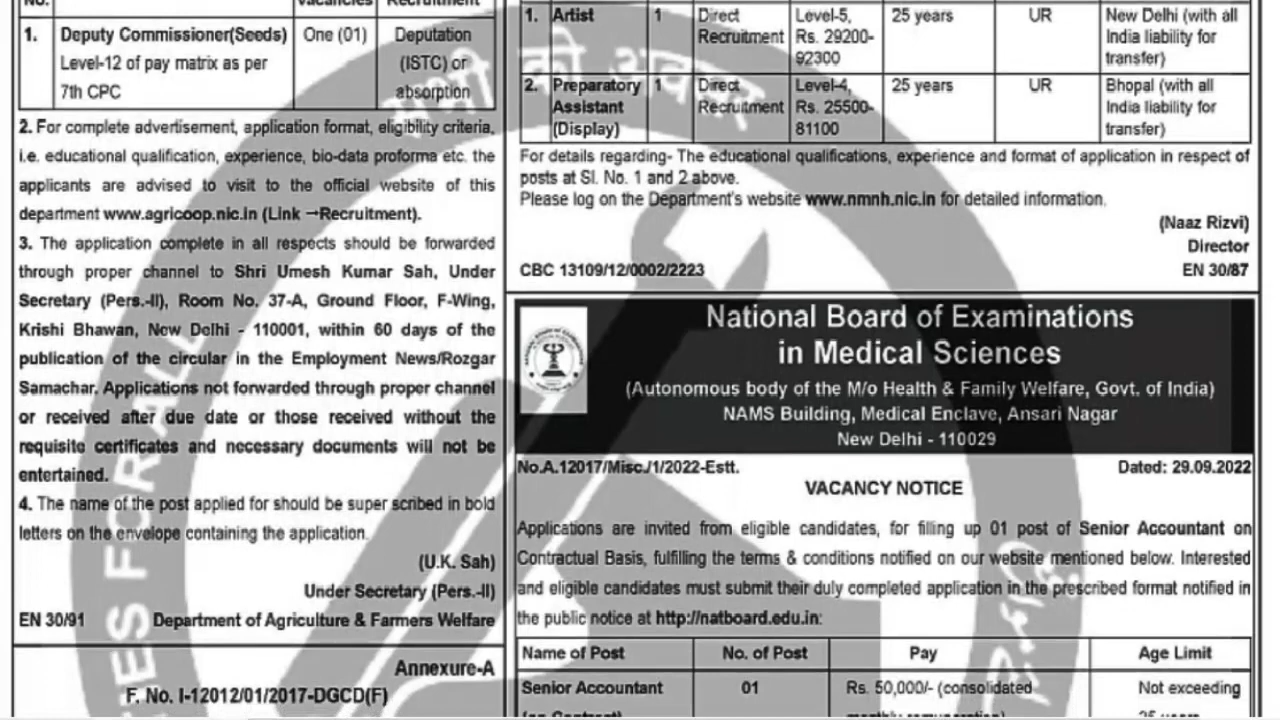 No.
Vacancies
Recruitment
1.
Deputy Commissioner(Seeds)
Level-12 of pay matrix as per
7th CPC
One (01)
Deputation
(ISTC) or
absorption
2. For complete advertisement, application format, eligibility criteria,
i.e. educational qualification, experience, bio-data proforma etc. the
applicants are advised to visit to the official website of this
department www.agricoop.nic.in (Link →Recruitment).
3. The application complete in all respects should be forwarded
through proper channel to Shri Umesh Kumar Sah, Under
Secretary (Pers.-II), Room No. 37-A, Ground Floor, F-Wing,
Krishi Bhawan, New Delhi - 110001, within 60 days of the
publication of the circular in the Employment News/Rozgar
Samachar. Applications not forwarded through proper channel
or received after due date or those received without the
requisite certificates and necessary documents will not be
entertained.
4. The name of the post applied for should be super scribed in bold
letters on the envelope containing the application.
(U.K. Sah)
Under Secretary (Pers.-II)
EN 30/91 Department of Agriculture & Farmers Welfare
Annexure-A
F. No. I-12012/01/2017-DGCD(F)
1. Artist 1 Direct Level-5, 25 years UR New Delhi (with all
Recruitment Rs. 29200- India liability for
92300 transfer)
2. Preparatory 1 Direct Level-4, 25 years UR Bhopal (with all
Assistant Recruitment Rs. 25500- India liability for
(Display) 81100 transfer)
For details regarding- The educational qualifications, experience and format of application in respect of
posts at Sl. No. 1 and 2 above.
Please log on the Department's website www.nmnh.nic.in for detailed information.
(Naaz Rizvi)
Director
CBC 13109/12/0002/2223 EN 30/87
National Board of Examinations
in Medical Sciences
(Autonomous body of the M/o Health & Family Welfare, Govt. of India)
NAMS Building, Medical Enclave, Ansari Nagar
New Delhi - 110029
No.A.12017/Misc./1/2022-Estt. Dated: 29.09.2022
VACANCY NOTICE
Applications are invited from eligible candidates, for filling up 01 post of Senior Accountant on
Contractual Basis, fulfilling the terms & conditions notified on our website mentioned below. Interested
and eligible candidates must submit their duly completed application in the prescribed format notified in
the public notice at http://natboard.edu.in:
Name of Post No. of Post Pay Age Limit
Senior Accountant 01 Rs. 50,000/- (consolidated Not exceeding
(on Contract) monthly remuneration)